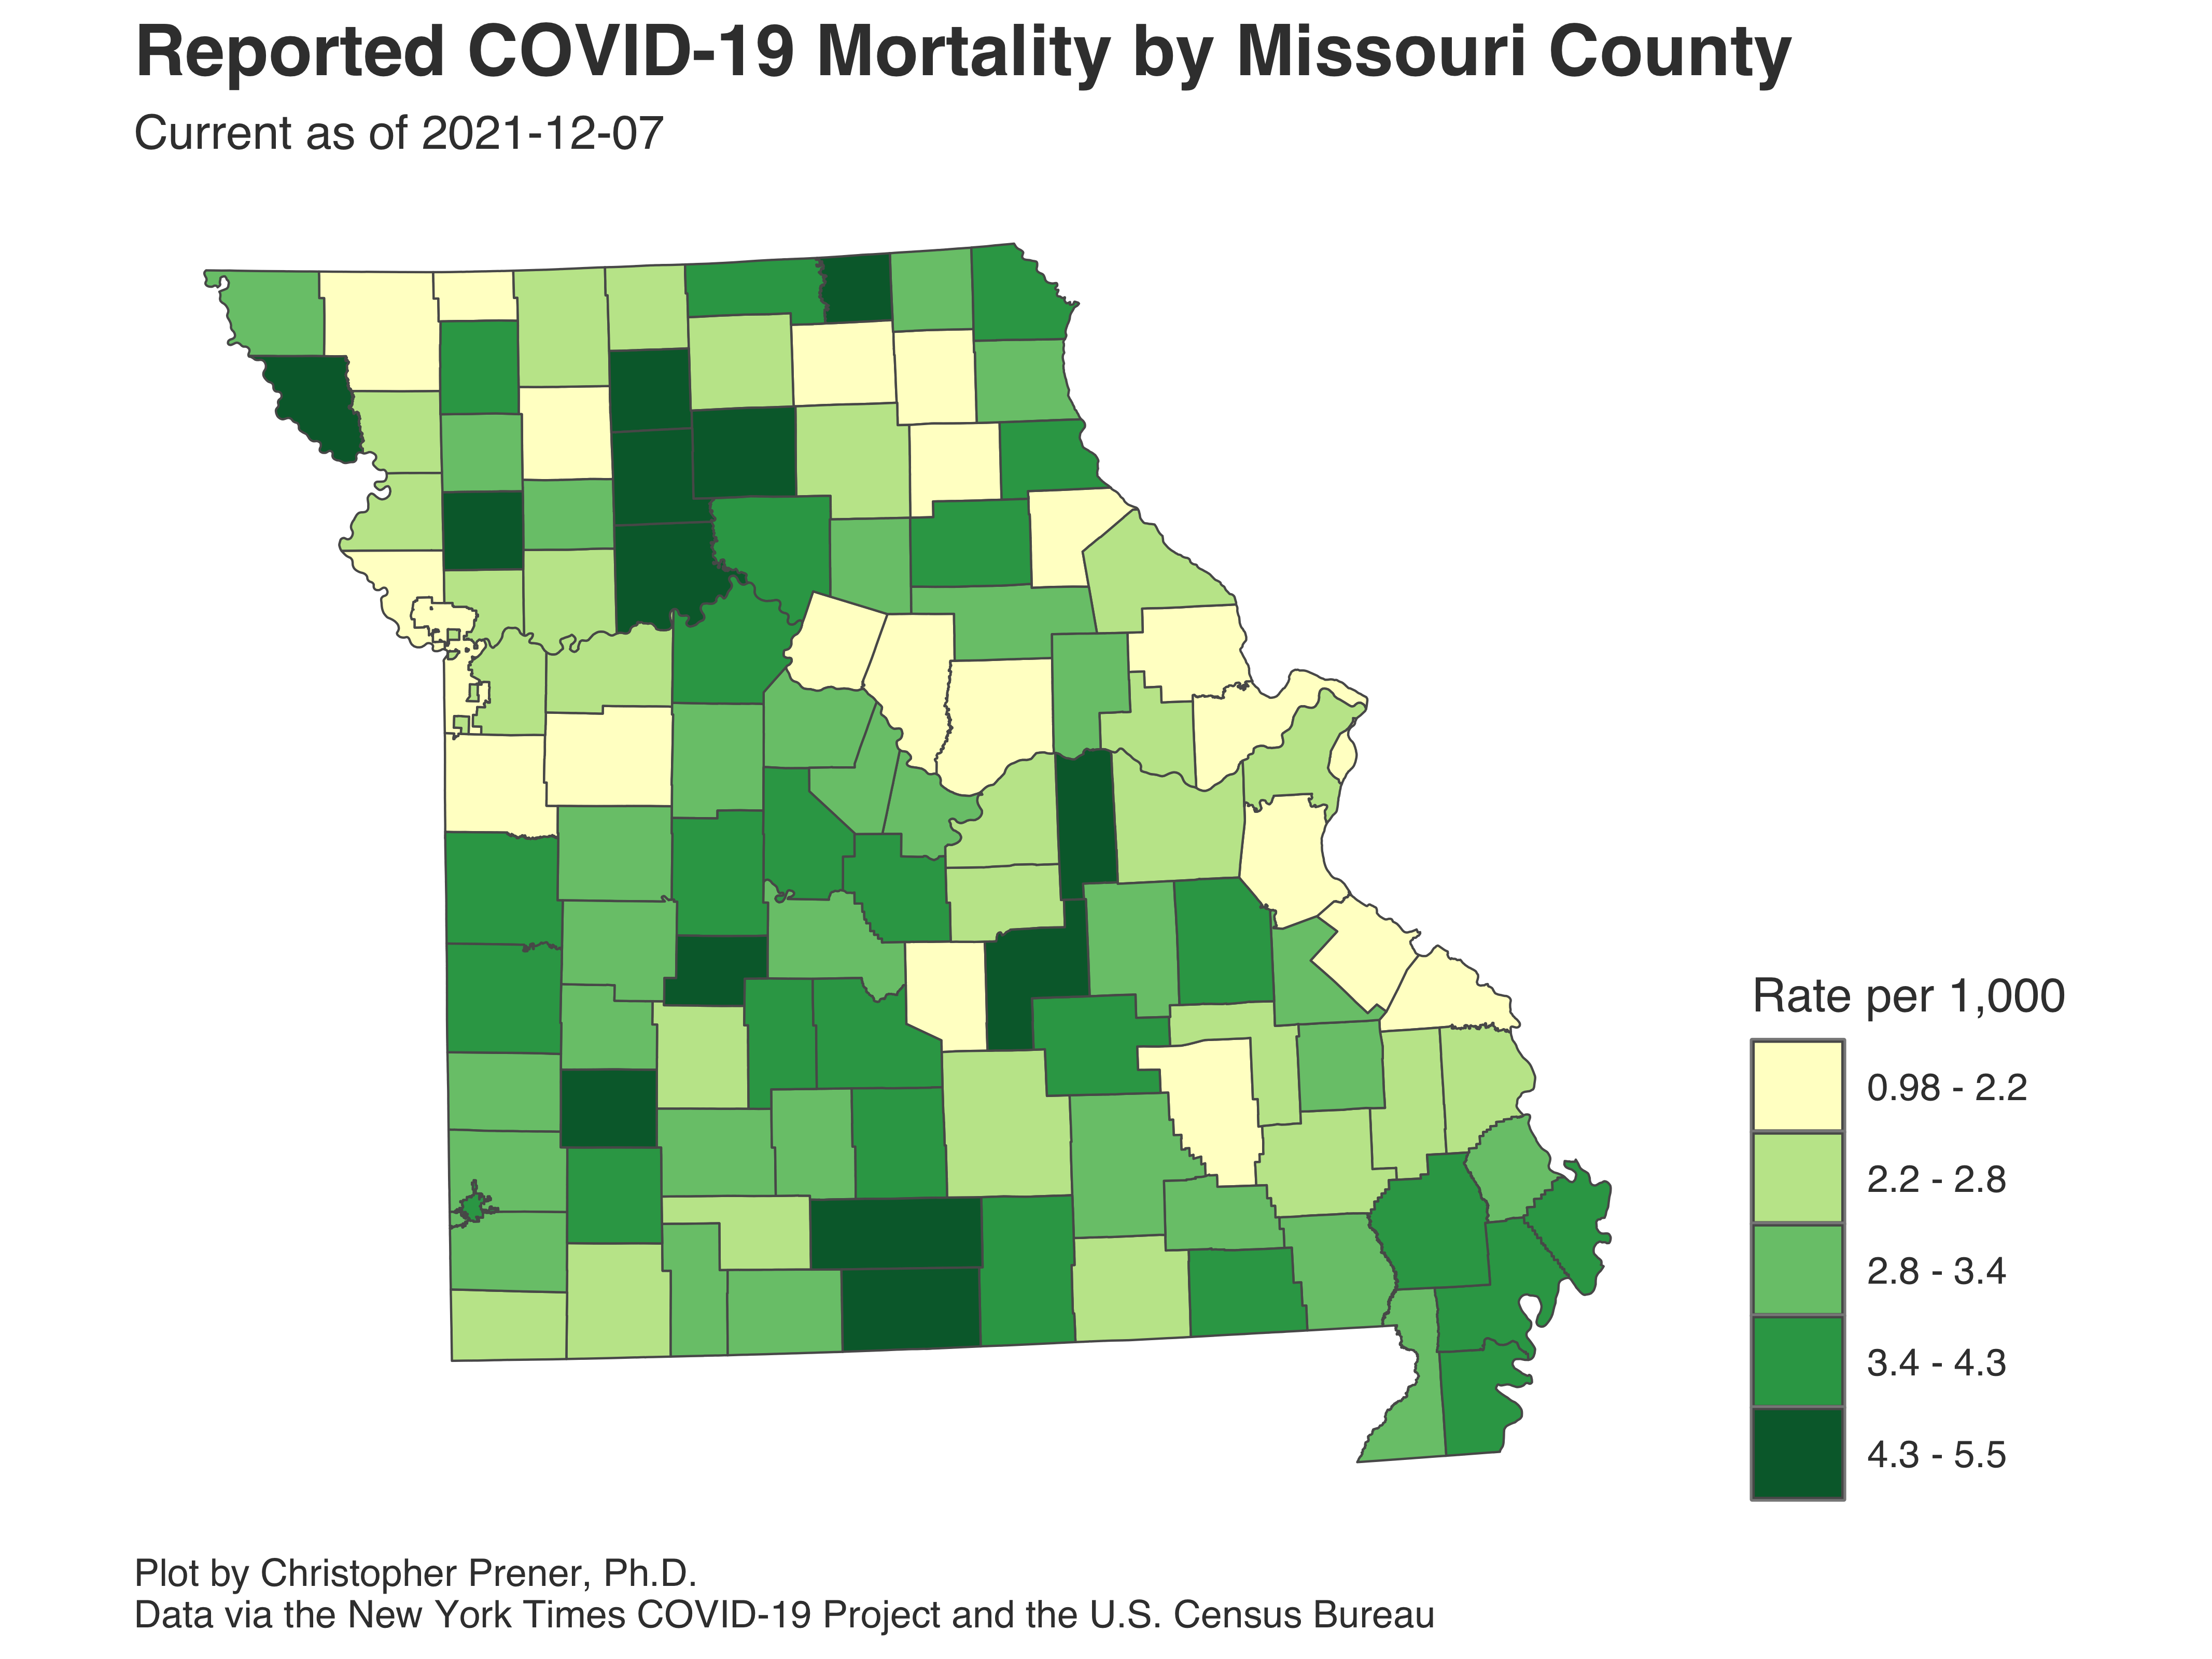 Reported COVID-19 Mortality by Missouri County
Current as of 2021-12-07
Rate per 1,000
0.98 - 2.2
2.2 - 2.8
2.8 - 3.4
3.4 - 4.3
4.3 - 5.5
Plot by Christopher Prener, Ph.D.
Data via the New York Times COVID-19 Project and the U.S. Census Bureau